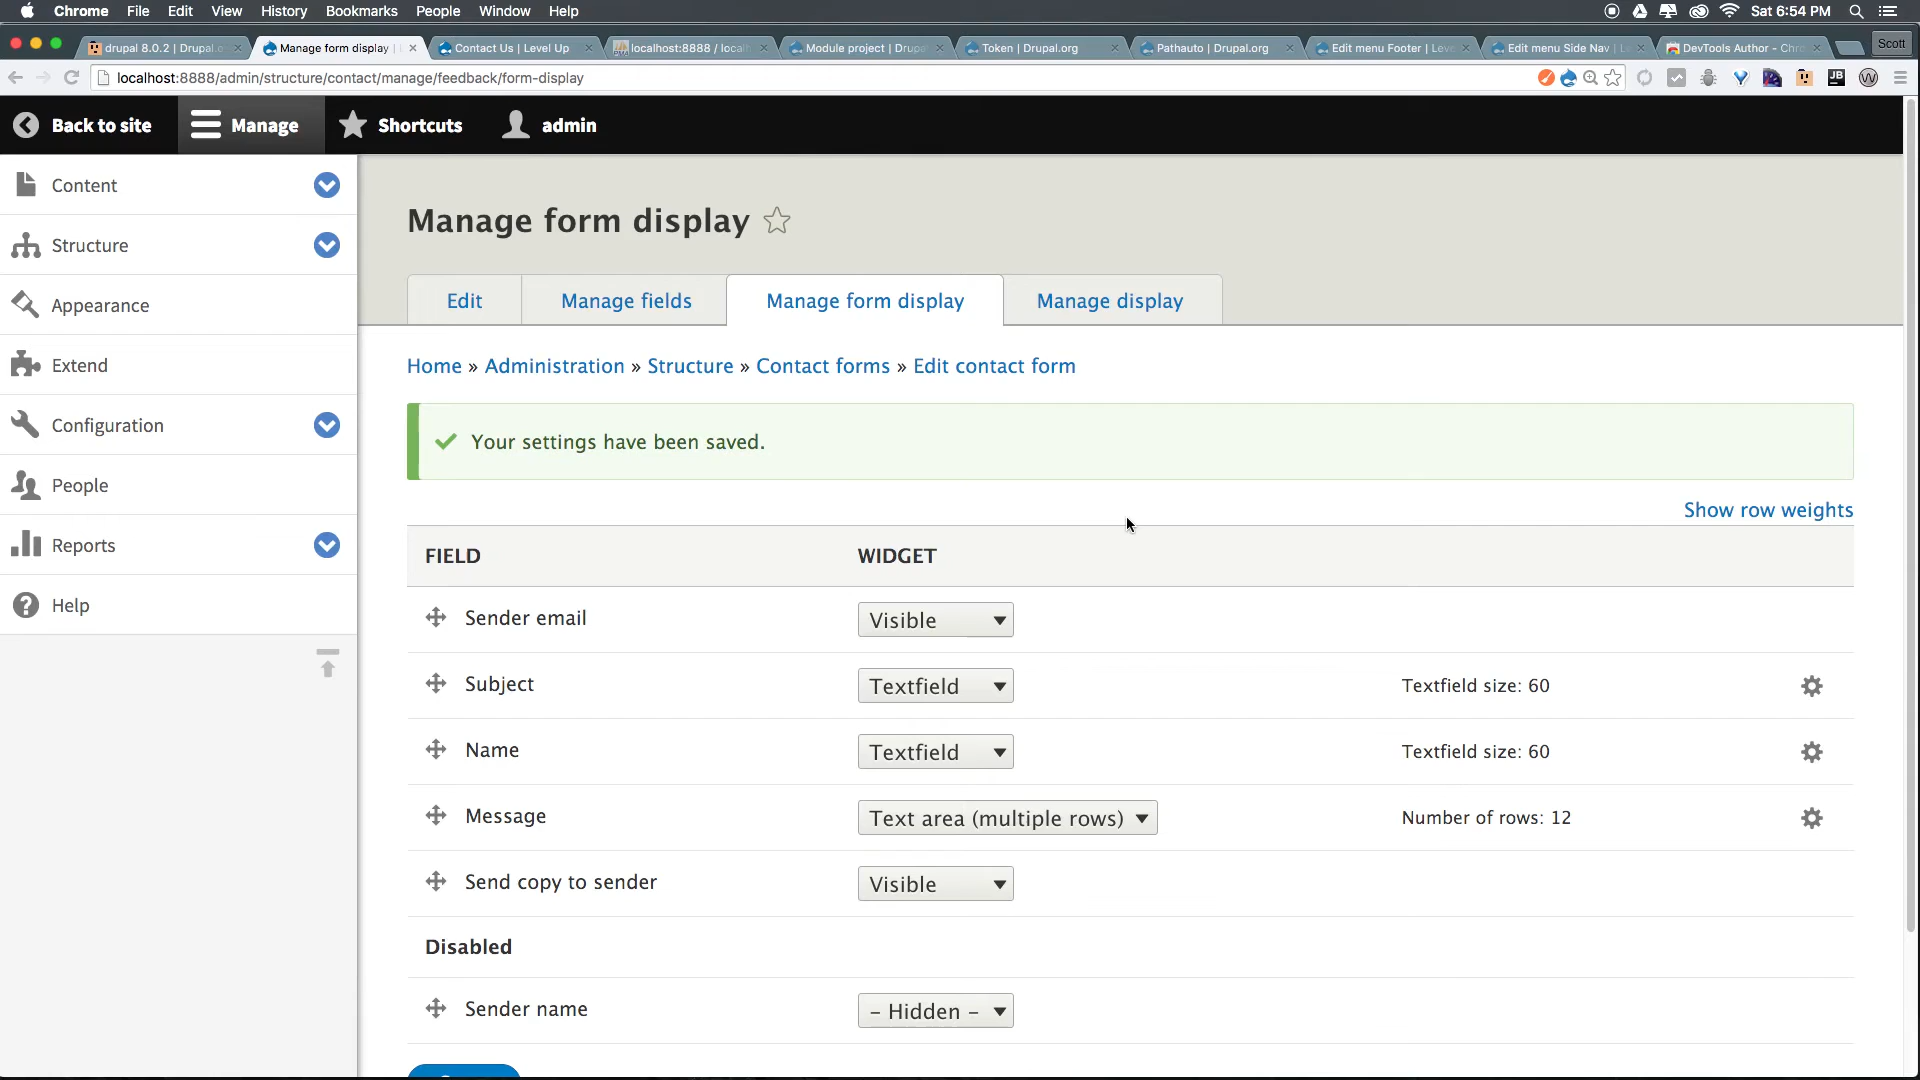 Chrome File Edit View History Bookmarks People Window Help Sat 6:54 PM
drupal 8.0.2 | Drupal.o Manage form display | Contact Us | Level Up localhost:8888 / local Module project | Drupa Token | Drupal.org Pathauto | Drupal.org Edit menu Footer | Leve Edit menu Side Nav | L DevTools Author - Chro Scott
localhost:8888/admin/structure/contact/manage/feedback/form-display JB W
Back to site Manage Shortcuts admin
Content
Structure
Appearance
Extend
Configuration
People
Reports
Help
Manage form display
Edit Manage fields Manage form display Manage display
Home » Administration » Structure » Contact forms » Edit contact form
Your settings have been saved.
Show row weights
FIELD WIDGET
Sender email Visible
Subject Textfield Textfield size: 60
Name Textfield Textfield size: 60
Message Text area (multiple rows) Number of rows: 12
Send copy to sender Visible
Disabled
Sender name - Hidden -